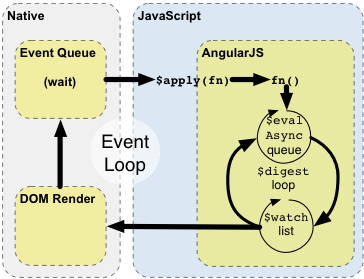 Native
JavaScript
Event Queue
(wait)
AngularJS
$apply(fn)
fn()
Event
Loop
$eval
Async
queue
$digest
loop
DOM Render
$watch
list